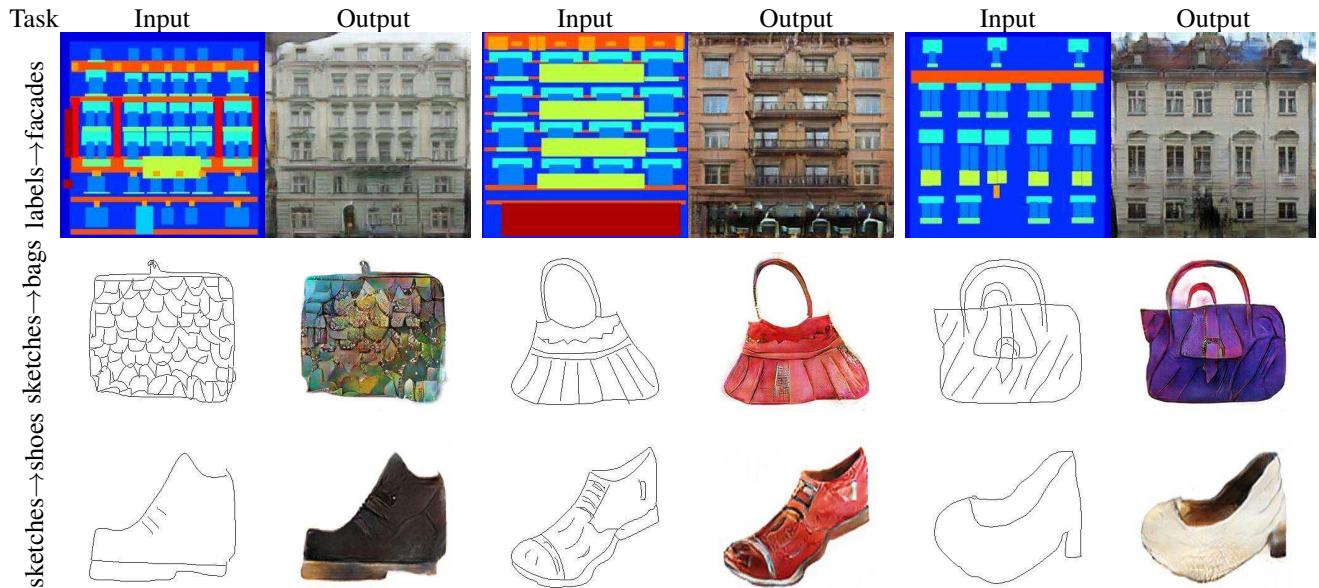 Task Input Output Input Output Input Output
labels→facades
sketches→bags
sketches→shoes